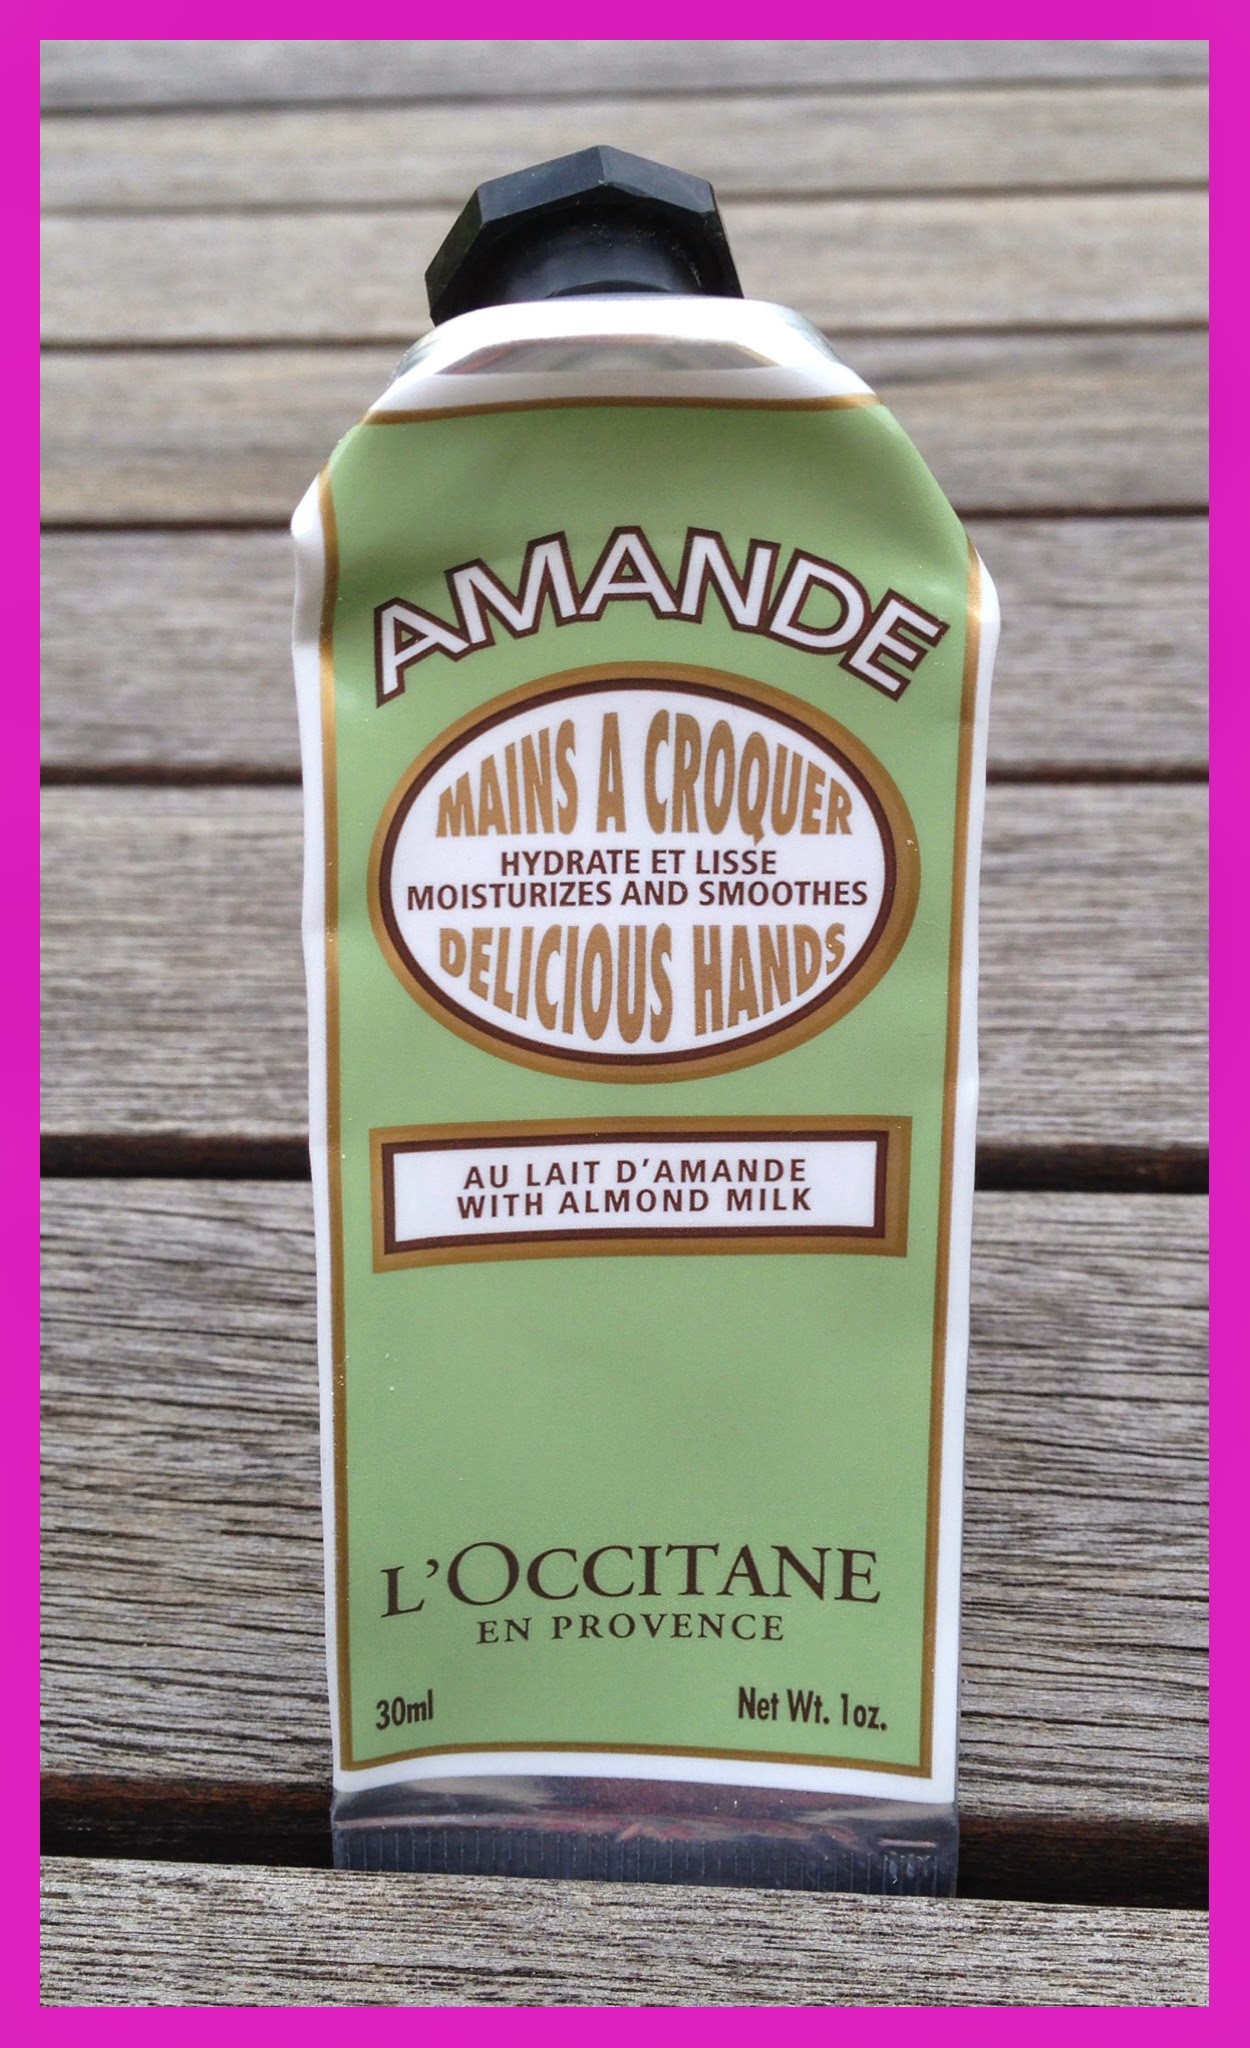 AMANDE
MAINS A CROQUER
HYDRATE ET LISSE
MOISTURIZES AND SMOOTHES
DELICIOUS HANDS
AU LAIT D'AMANDE
WITH ALMOND MILK
L'OCCITANE
EN PROVENCE
30ml Net Wt. 1oz.